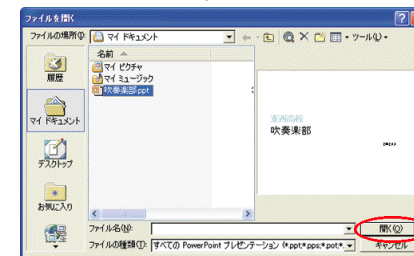 ファイルを開く
ファイルの場所(I): マイ ドキュメント ツール(L)
名前
マイ ピクチャ
マイ ミュージック
吹奏楽部.ppt
履歴
マイ ドキュメント
デスクトップ
お気に入り
東西高校
吹奏楽部
ファイル名(N): 開く(O)
ファイルの種類(T): すべての PowerPoint プレゼンテーション (*.ppt;*.pps;*.pot;*. キャンセル